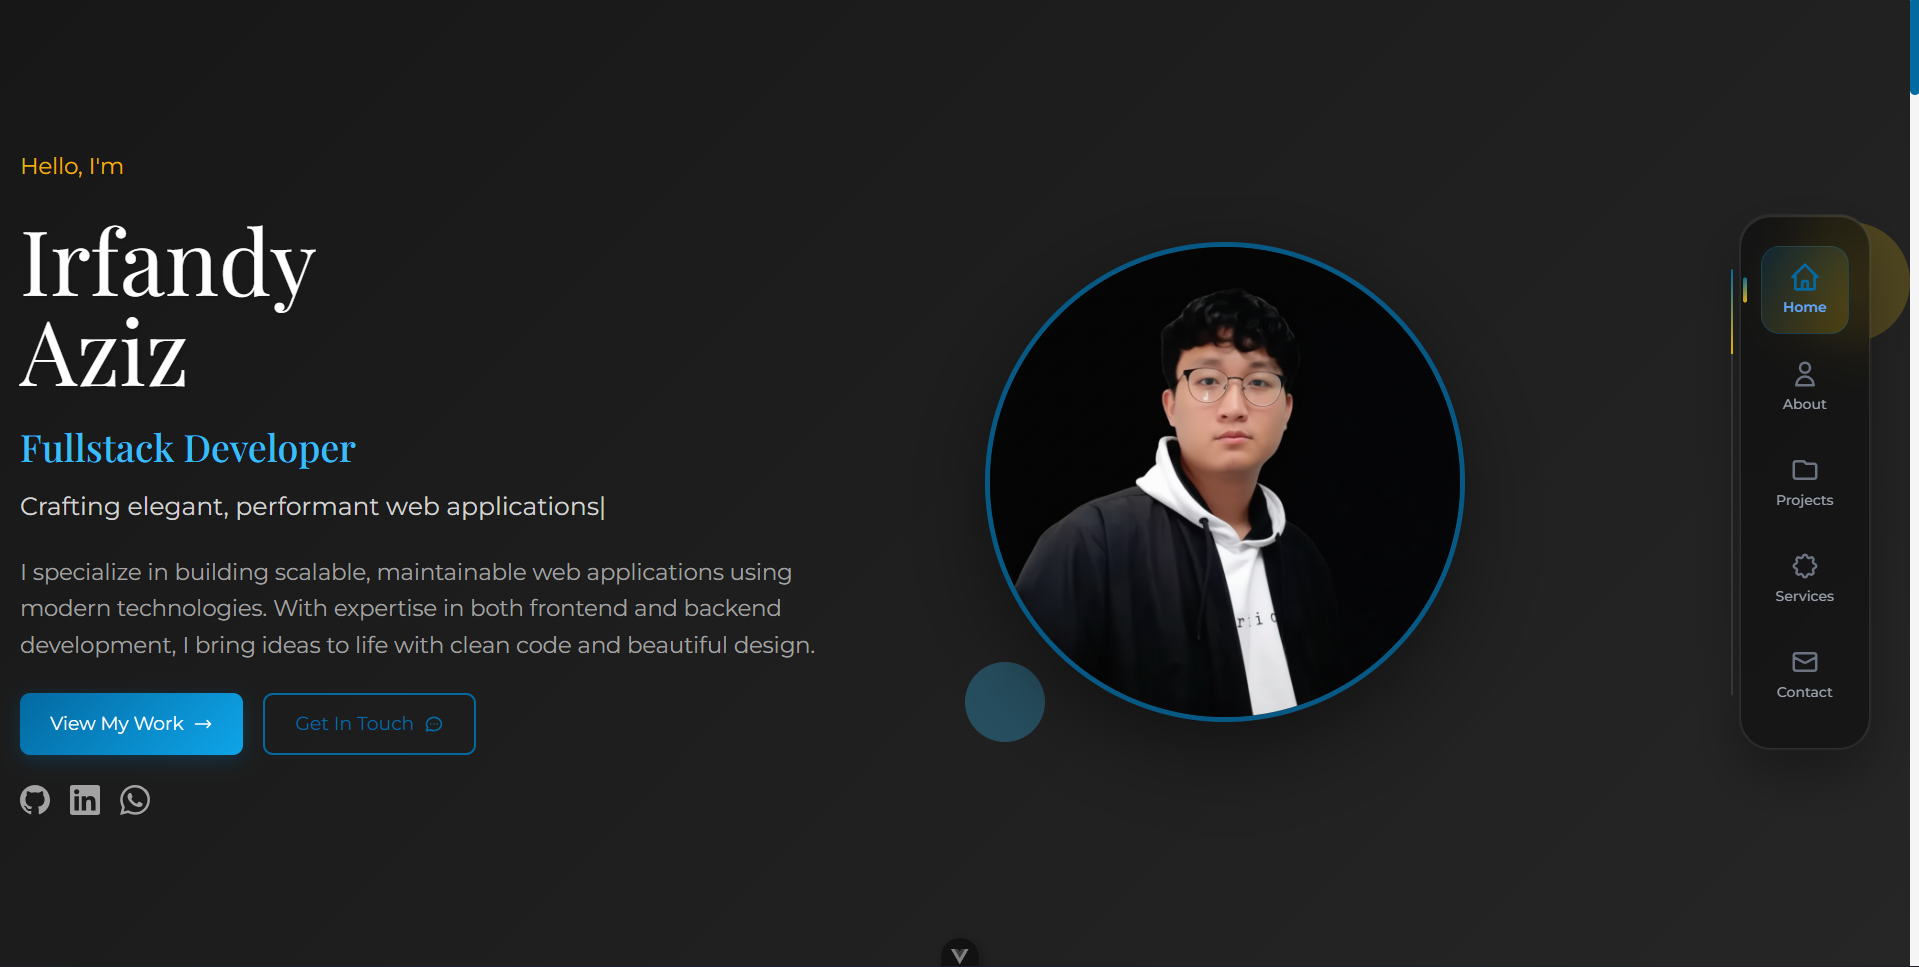 Hello, I'm
Irfandy
Aziz
Fullstack Developer
Crafting elegant, performant web applications|
I specialize in building scalable, maintainable web applications using
modern technologies. With expertise in both frontend and backend
development, I bring ideas to life with clean code and beautiful design.
View My Work →
Get In Touch
Home
About
Projects
Services
Contact